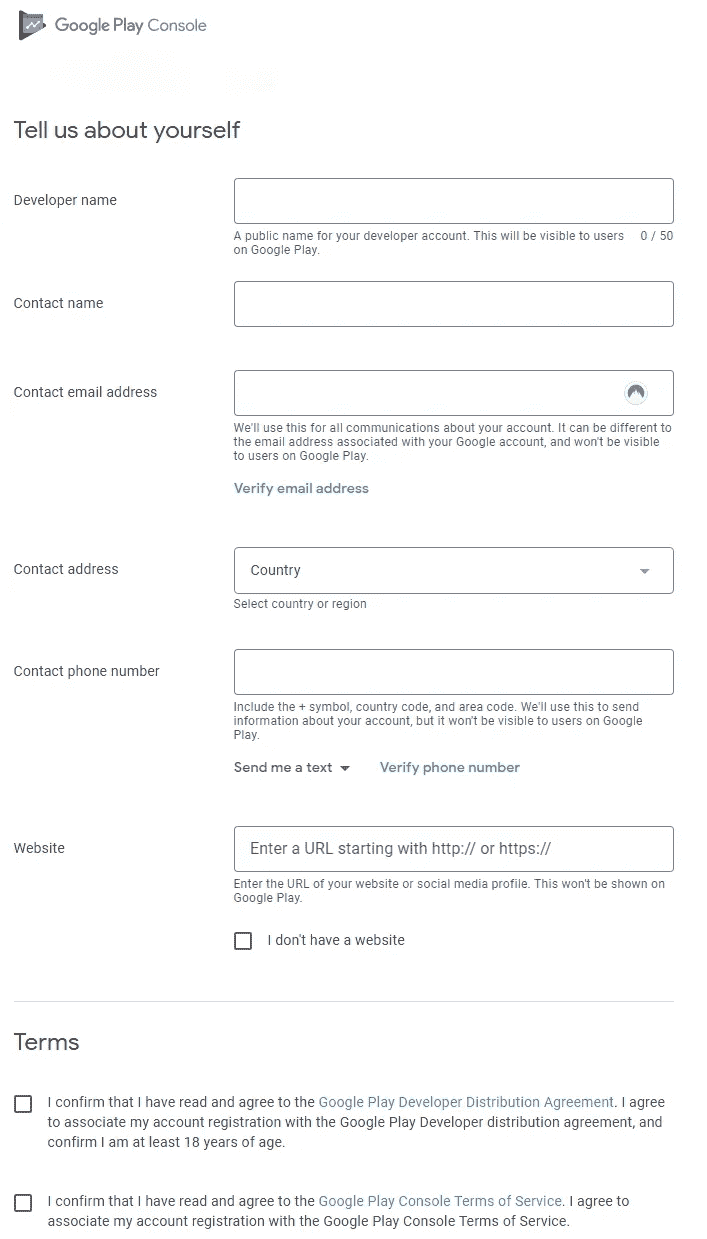 Google Play Console
Tell us about yourself
Developer name
A public name for your developer account. This will be visible to users 0 / 50
on Google Play.
Contact name
Contact email address
We'll use this for all communications about your account. It can be different to
the email address associated with your Google account, and won't be visible
to users on Google Play.
Verify email address
Contact address
Country
Select country or region
Contact phone number
Include the + symbol, country code, and area code. We'll use this to send
information about your account, but it won't be visible to users on Google
Play.
Send me a text Verify phone number
Website
Enter a URL starting with http:// or https://
Enter the URL of your website or social media profile. This won't be shown on
Google Play.
I don't have a website
Terms
I confirm that I have read and agree to the Google Play Developer Distribution Agreement. I agree
to associate my account registration with the Google Play Developer distribution agreement, and
confirm I am at least 18 years of age.
I confirm that I have read and agree to the Google Play Console Terms of Service. I agree to
associate my account registration with the Google Play Console Terms of Service.